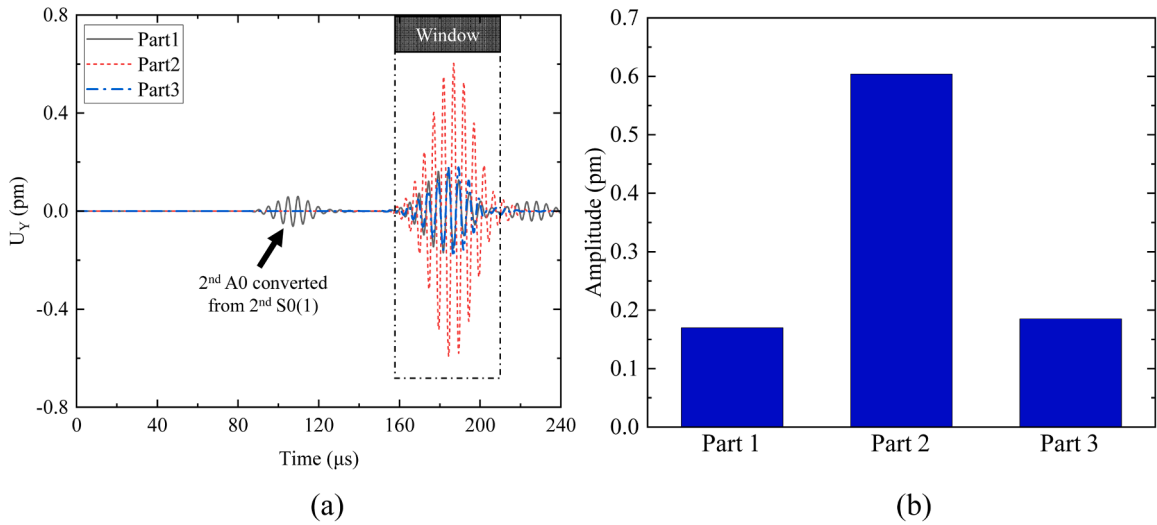 0.8
0.4
0.0
-0.4
-0.8
U_Y (pm)
Part1
Part2
Part3
Window
2nd A0 converted
from 2nd S0(1)
0 40 80 120 160 200 240
Time (μs)
(a)
0.7
0.6
0.5
0.4
0.3
0.2
0.1
0.0
Amplitude (pm)
Part 1 Part 2 Part 3
(b)